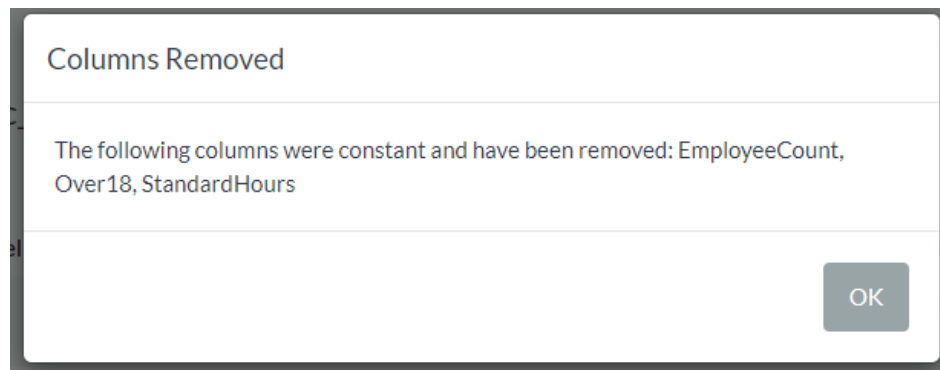 Columns Removed
The following columns were constant and have been removed: EmployeeCount,
Over18, StandardHours
OK